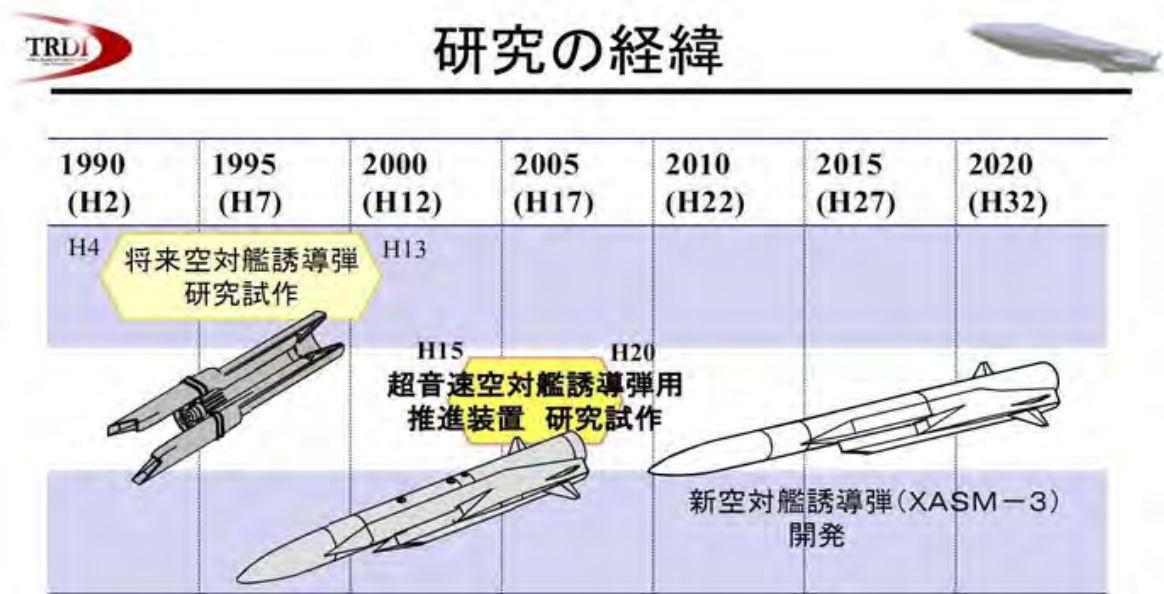 TRDI
研究の経緯
1990 1995 2000 2005 2010 2015 2020
(H2) (H7) (H12) (H17) (H22) (H27) (H32)
H4 将来空対艦誘導弾 H13
研究試作
H15 H20
超音速空対艦誘導弾用
推進装置 研究試作
新空対艦誘導弾(XASM－3)
開発